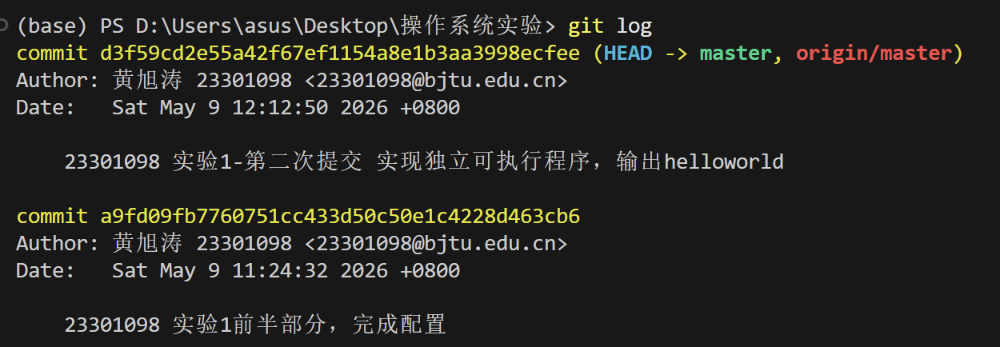 (base) PS D:\Users\asus\Desktop\操作系统实验> git log
commit d3f59cd2e55a42f67ef1154a8e1b3aa3998ecfee (HEAD -> master, origin/master)
Author: 黄旭涛 23301098 <23301098@bjtu.edu.cn>
Date:   Sat May 9 12:12:50 2026 +0800
23301098 实验1-第二次提交 实现独立可执行程序，输出helloworld
commit a9fd09fb7760751cc433d50c50e1c4228d463cb6
Author: 黄旭涛 23301098 <23301098@bjtu.edu.cn>
Date:   Sat May 9 11:24:32 2026 +0800
23301098 实验1前半部分，完成配置